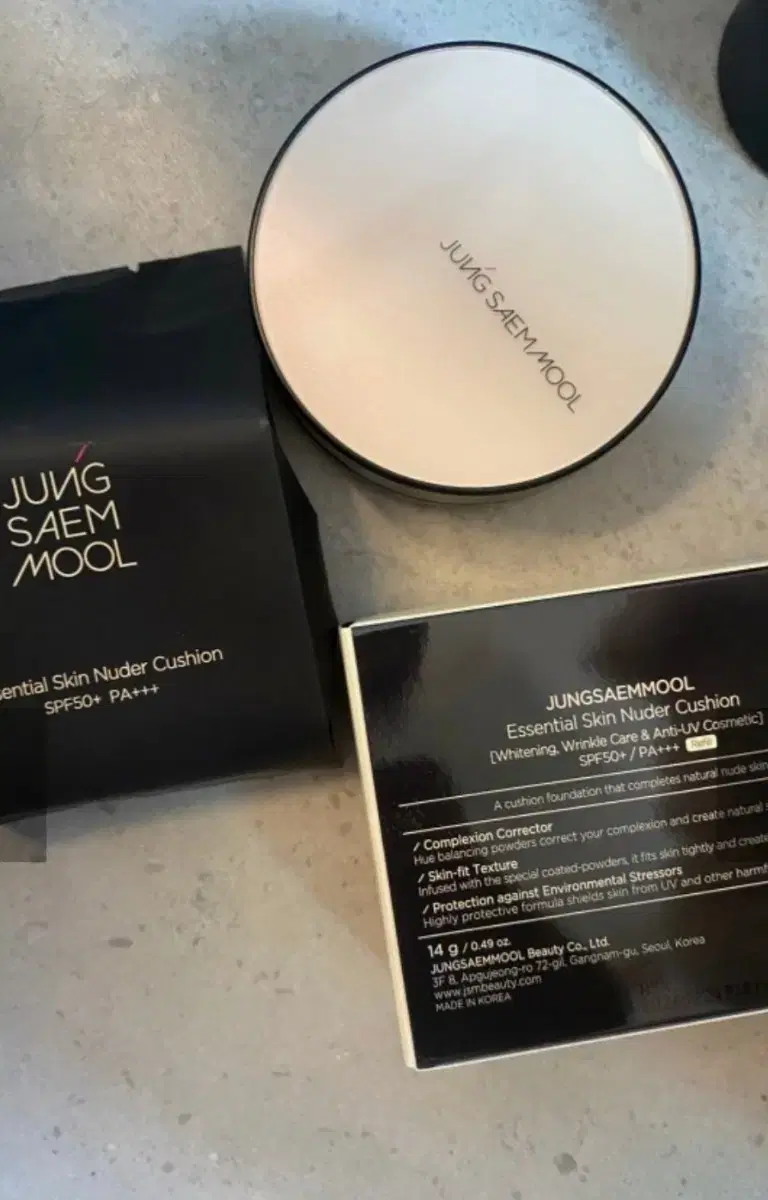 JUNG SAEM MOOL
JUNG
SAEM
MOOL
Skin Nuder Cushion
SPF50+ PA+++
JUNGSAEMMOOL
Essential Skin Nuder Cushion
[Whitening, Wrinkle Care & Anti-UV Cosmetic]
SPF50+ / PA+++ Refill
A cushion foundation that completes natural nude skin
/ Complexion Corrector
Hue balancing powders correct your complexion and create natural
/ Skin-fit Texture
Infused with the special coated-powders, it fits skin tightly and create
/ Protection against Environmental Stressors
Highly protective formula shields skin from UV and other
14 g / 0.49 oz.
JUNGSAEMMOOL Beauty Co., Ltd.
3F 8, Apgujeong-ro 72-gil, Gangnam-gu, Seoul, Korea
www.jsmbeauty.com
MADE IN KOREA